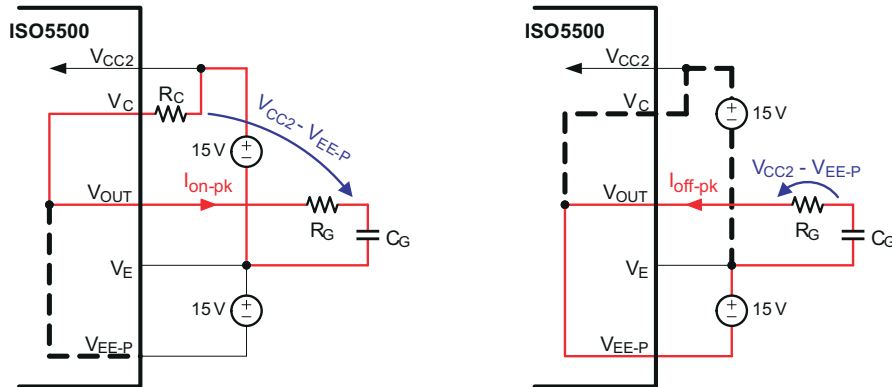 ISO5500
VCC2
VC
RC
VCC2 - VEE-P
15 V
VOUT
Ion-pk
RG
CG
VE
15 V
VEE-P
ISO5500
VCC2
VC
15 V
VCC2 - VEE-P
VOUT
Ioff-pk
RG
CG
VE
15 V
VEE-P